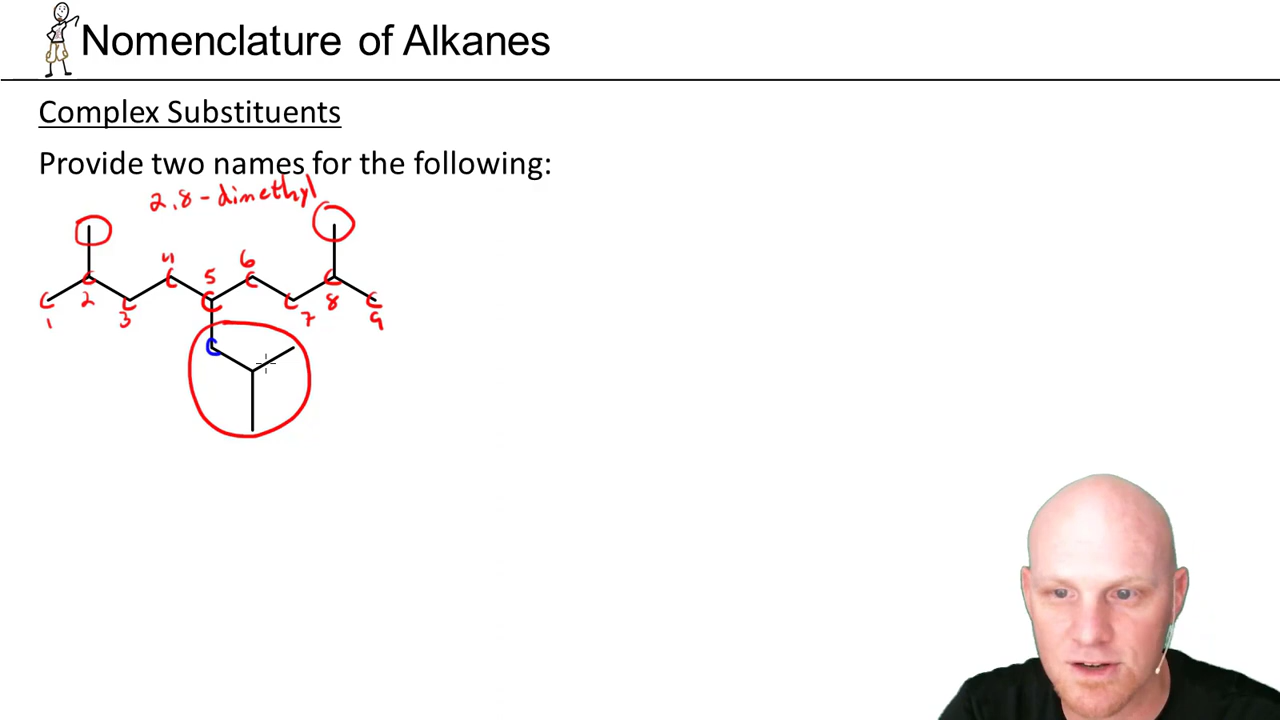 Nomenclature of Alkanes
Complex Substituents
Provide two names for the following:
2,8-dimethyl
4 5 6
C C C C
C C C C C
1 2 3 7 8 9
C